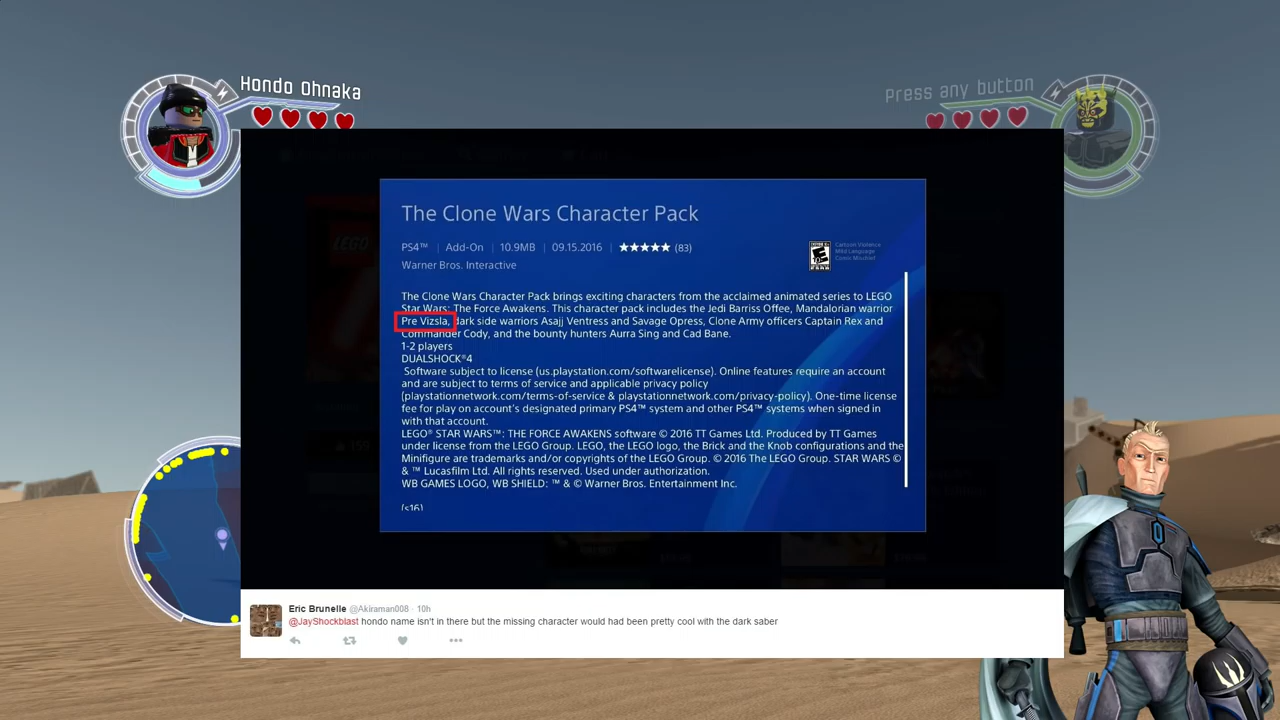 Hondo Ohnaka
Press any button
The Clone Wars Character Pack
PS4™ | Add-On | 10.9MB | 09.15.2016 | ★★★★★ (83)
Warner Bros. Interactive
Cartoon Violence
Mild Language
Comic Mischief
The Clone Wars Character Pack brings exciting characters from the acclaimed animated series to LEGO
Star Wars: The Force Awakens. This character pack includes the Jedi Barriss Offee, Mandalorian warrior
Pre Vizsla, dark side warriors Asajj Ventress and Savage Opress, Clone Army officers Captain Rex and
Commander Cody, and the bounty hunters Aurra Sing and Cad Bane.
1-2 players
DUALSHOCK®4
Software subject to license (us.playstation.com/softwarelicense). Online features require an account
and are subject to terms of service and applicable privacy policy
(playstationnetwork.com/terms-of-service & playstationnetwork.com/privacy-policy). One-time license
fee for play on account's designated primary PS4™ system and other PS4™ systems when signed in
with that account.
LEGO® STAR WARS™: THE FORCE AWAKENS software © 2016 TT Games Ltd. Produced by TT Games
under license from the LEGO Group. LEGO, the LEGO logo, the Brick and the Knob configurations and the
Minifigure are trademarks and/or copyrights of the LEGO Group. © 2016 The LEGO Group. STAR WARS ©
& ™ Lucasfilm Ltd. All rights reserved. Used under authorization.
WB GAMES LOGO, WB SHIELD: ™ & © Warner Bros. Entertainment Inc.
(s16)
LEGO
Eric Brunelle @Akiraman008 · 10h
@JayShockblast hondo name isn't in there but the missing character would had been pretty cool with the dark saber